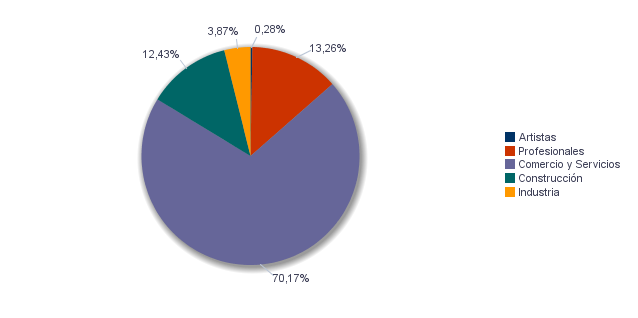 3,87%
0,28%
13,26%
12,43%
70,17%
Artistas
Profesionales
Comercio y Servicios
Construcción
Industria